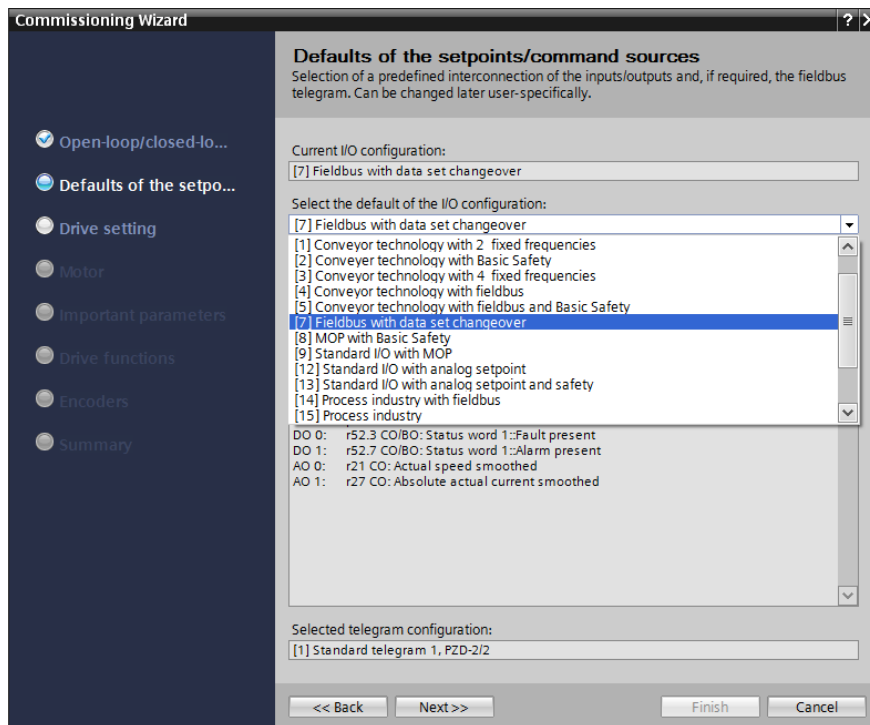 Commissioning Wizard
? X
Defaults of the setpoints/command sources
Selection of a predefined interconnection of the inputs/outputs and, if required, the fieldbus
telegram. Can be changed later user-specifically.
Open-loop/closed-lo...
Defaults of the setpo...
Drive setting
Motor
Important parameters
Drive functions
Encoders
Summary
Current I/O configuration:
[7] Fieldbus with data set changeover
Select the default of the I/O configuration:
[7] Fieldbus with data set changeover
[1] Conveyor technology with 2 fixed frequencies
[2] Conveyer technology with Basic Safety
[3] Conveyor technology with 4 fixed frequencies
[4] Conveyor technology with fieldbus
[5] Conveyor technology with fieldbus and Basic Safety
[7] Fieldbus with data set changeover
[8] MOP with Basic Safety
[9] Standard I/O with MOP
[12] Standard I/O with analog setpoint
[13] Standard I/O with analog setpoint and safety
[14] Process industry with fieldbus
[15] Process industry
DO 0: r52.3 CO/BO: Status word 1::Fault present
DO 1: r52.7 CO/BO: Status word 1::Alarm present
AO 0: r21 CO: Actual speed smoothed
AO 1: r27 CO: Absolute actual current smoothed
Selected telegram configuration:
[1] Standard telegram 1, PZD-2/2
<< Back
Next >>
Finish
Cancel